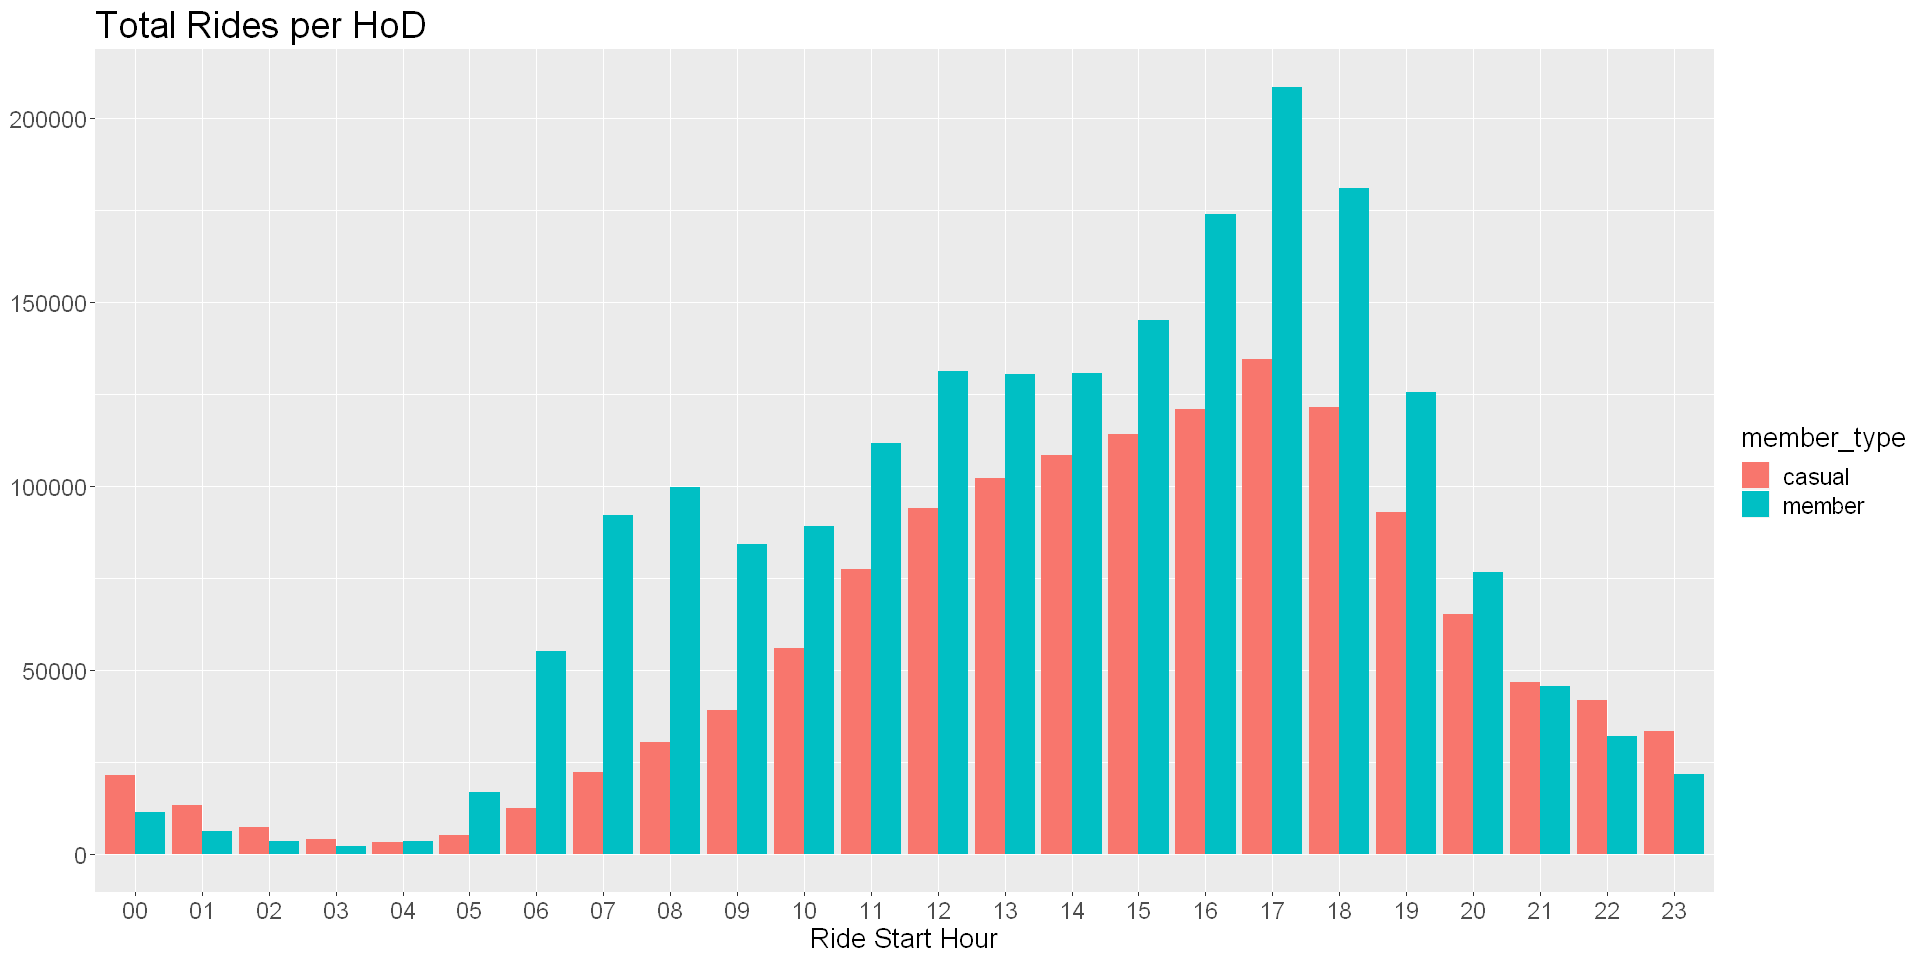 Total Rides per HoD
200000
150000
100000
50000
0
00 01 02 03 04 05 06 07 08 09 10 11 12 13 14 15 16 17 18 19 20 21 22 23
Ride Start Hour
member_type
casual
member